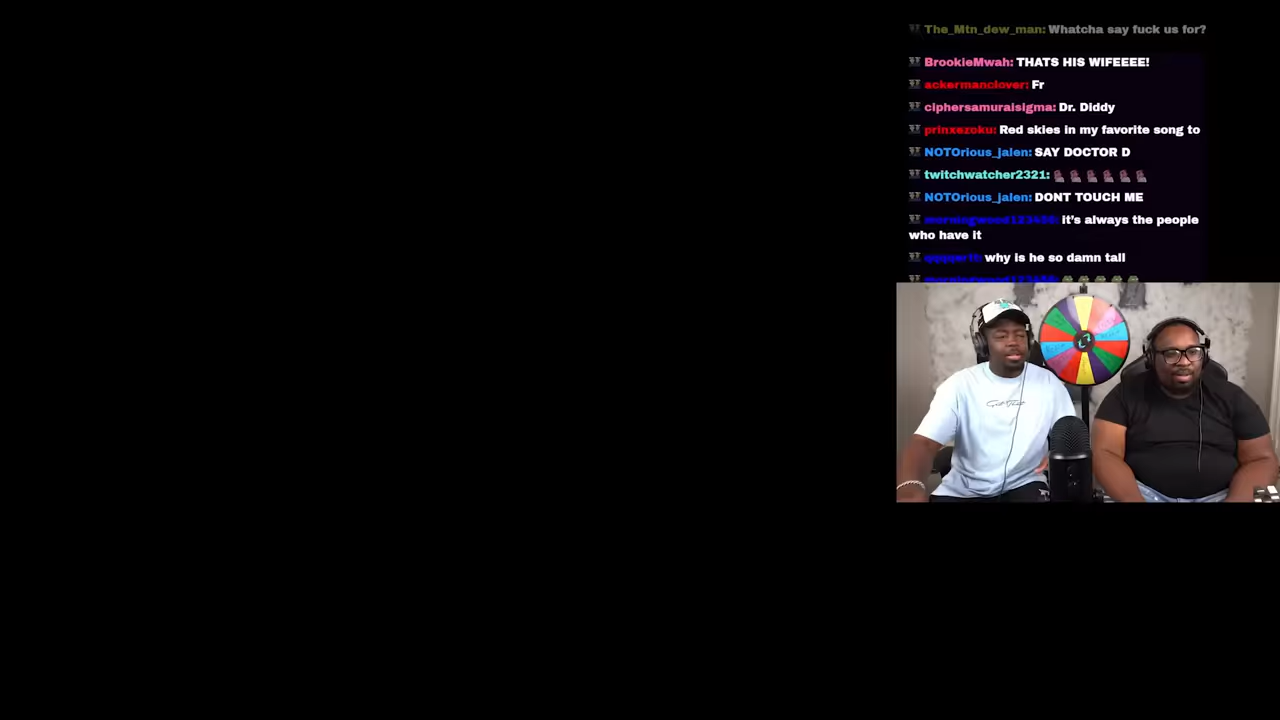 The_Mtn_dew_man: Whatcha say fuck us for?
BrookieMwah: THATS HIS WIFEEEE!
ackermanclover: Fr
ciphersamuraisigma: Dr. Diddy
prinxezoku: Red skies in my favorite song to
NOTOrious_jalen: SAY DOCTOR D
twitchwatcher2321:
NOTOrious_jalen: DONT TOUCH ME
it's always the people
who have it
why is he so damn tall